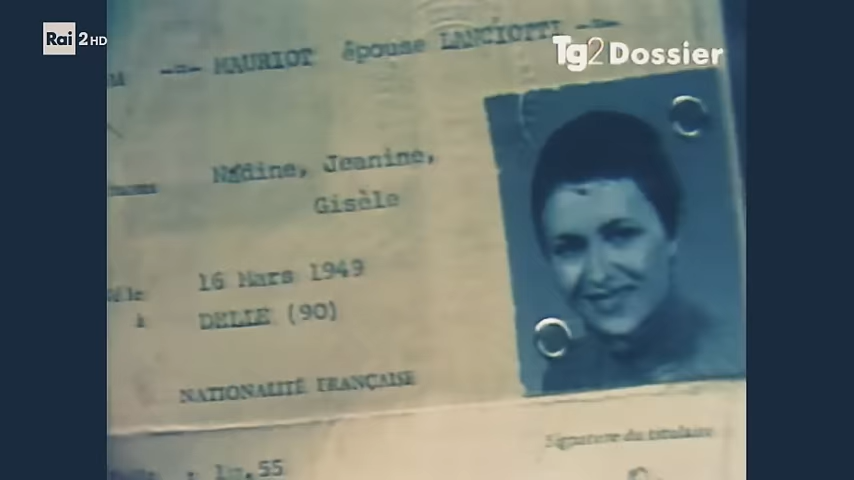 Rai 2HD
Tg2Dossier
M -=- MAURIOT épouse LANCIOTTI -=-
Nadine, Jeanine,
Gisèle
16 Mars 1949
à DELLE (90)
NATIONALITÉ FRANÇAISE
Signature du titulaire
: 1m,55